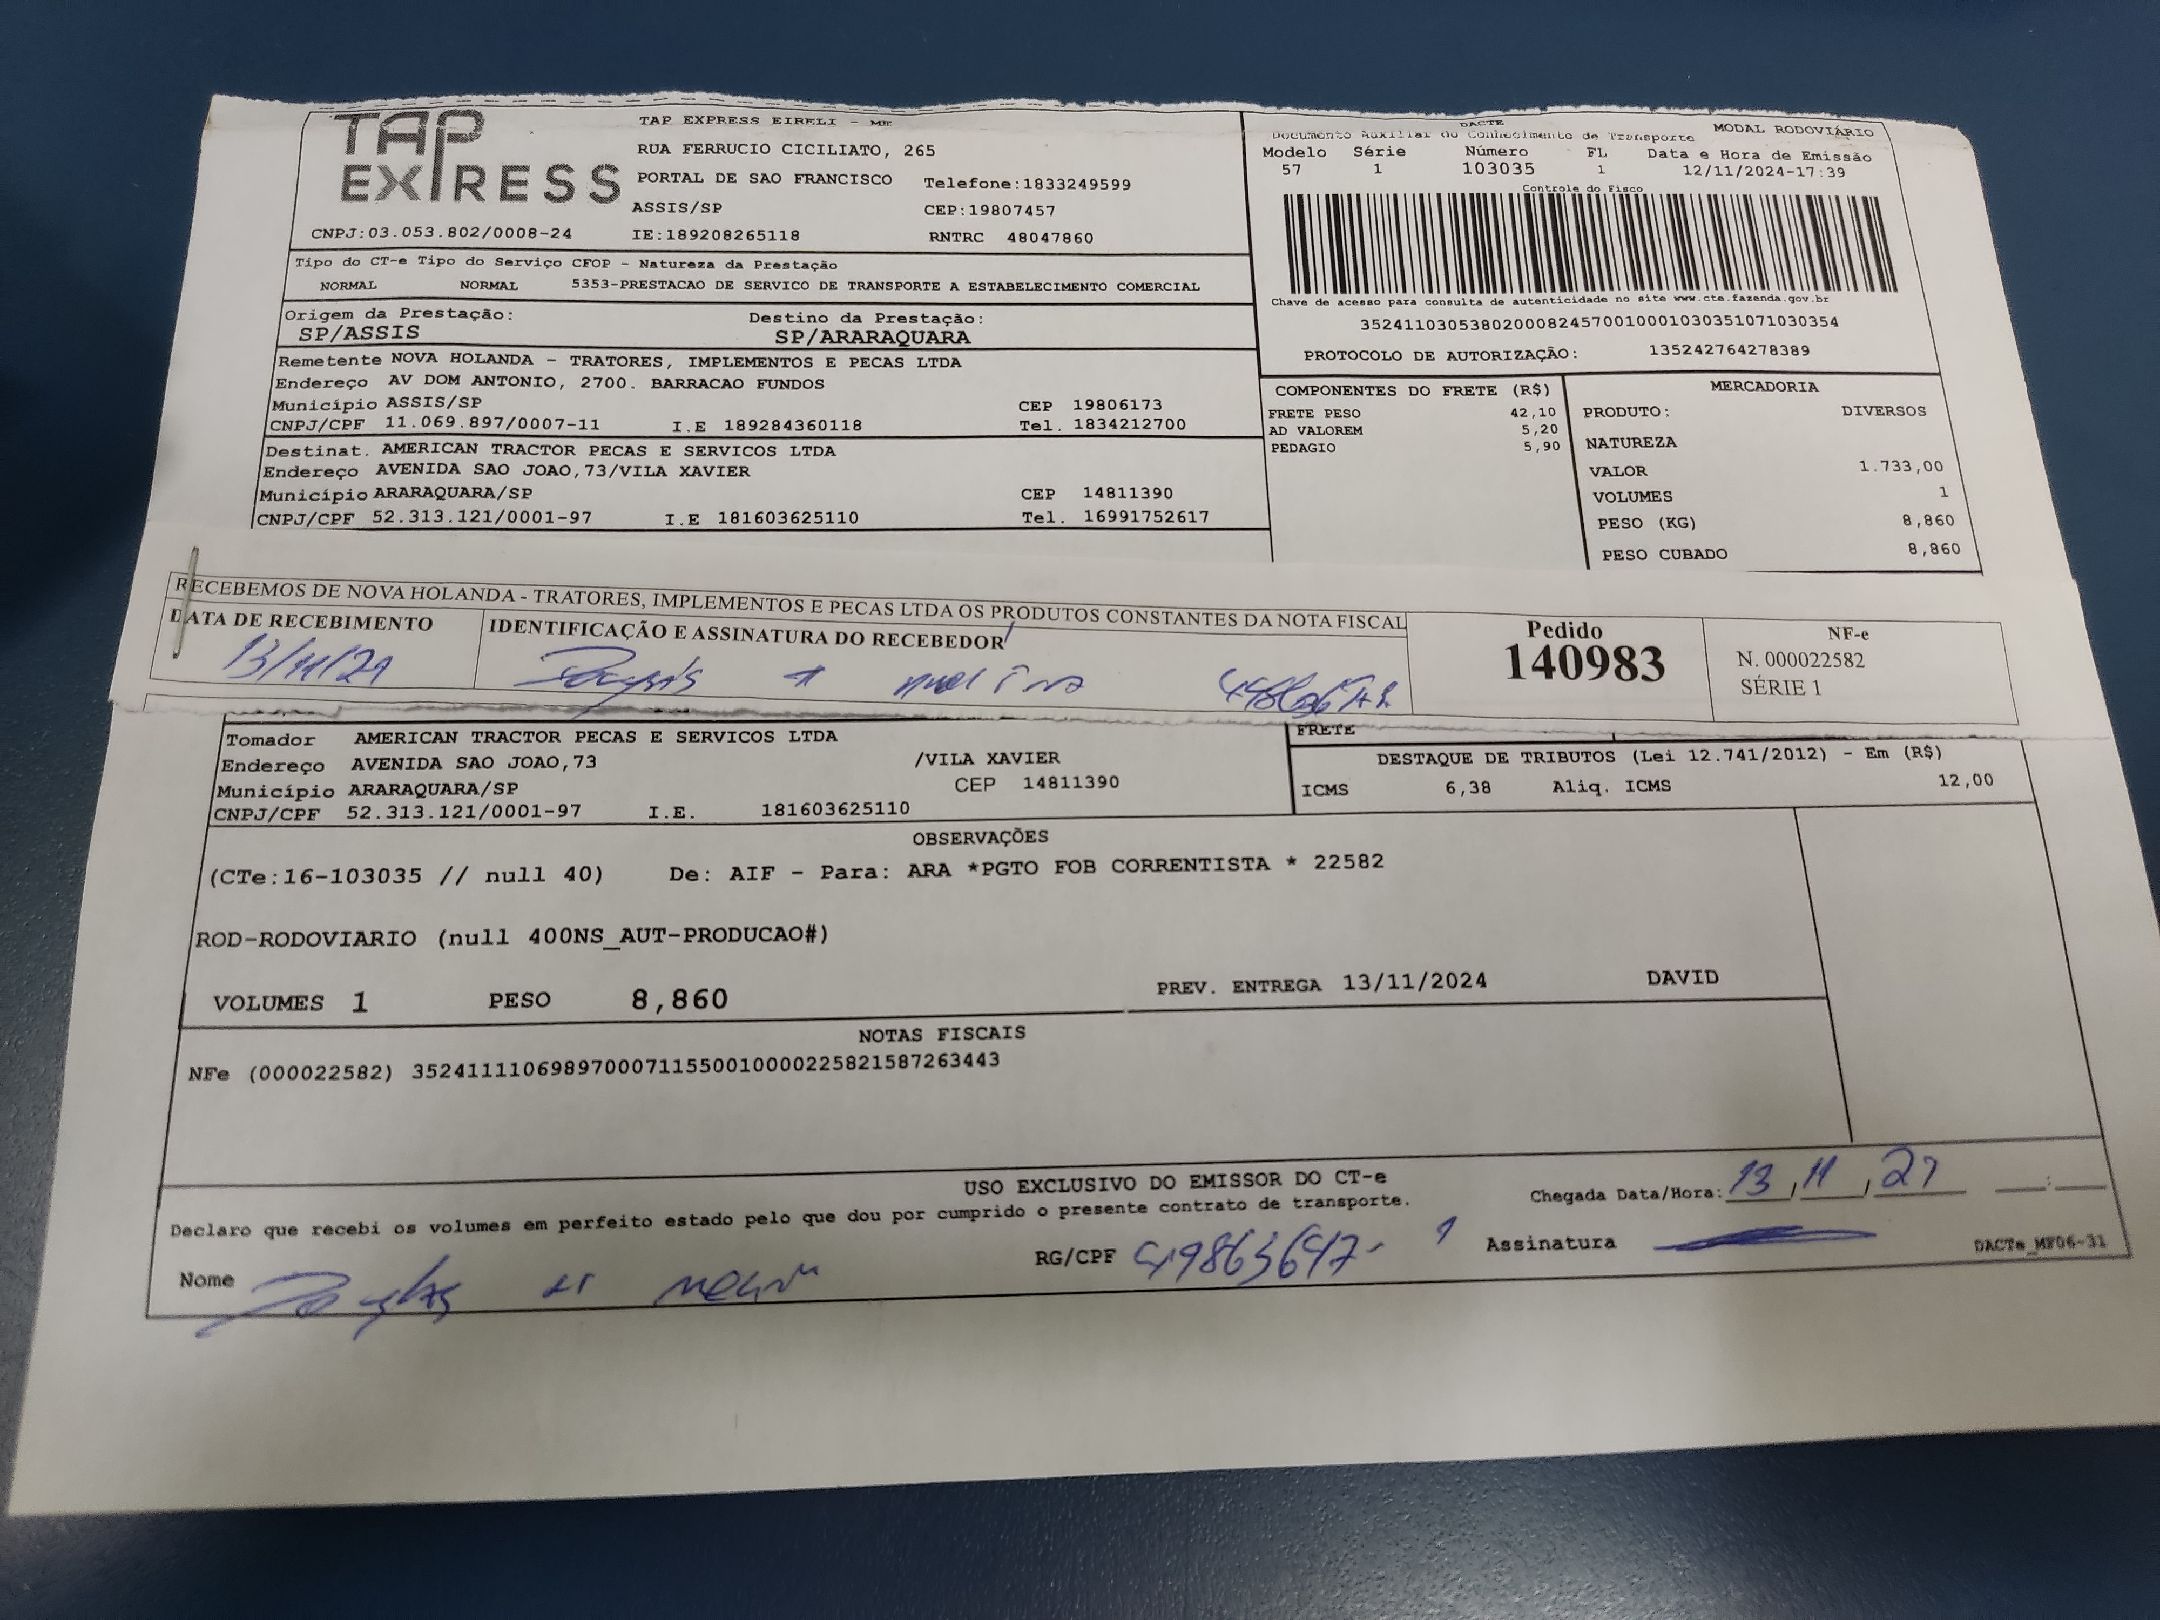 TAP EXPRESS
TAP EXPRESS EIRELI - ME
RUA FERRUCIO CICILIATO, 265
PORTAL DE SAO FRANCISCO Telefone:1833249599
ASSIS/SP CEP:19807457
CNPJ:03.053.802/0008-24 IE:189208265118 RNTRC 48047860
DACTE
Documento Auxiliar do Conhecimento de Transporte MODAL RODOVIÁRIO
Modelo Série Número FL Data e Hora de Emissão
57 1 103035 1 12/11/2024-17:39
Controle do Fisco
Chave de acesso para consulta de autenticidade no site www.cte.fazenda.gov.br
35241103053802000824570010001030351071030354
PROTOCOLO DE AUTORIZAÇÃO: 135242764278389
Tipo do CT-e Tipo do Serviço CFOP - Natureza da Prestação
NORMAL NORMAL 5353-PRESTACAO DE SERVICO DE TRANSPORTE A ESTABELECIMENTO COMERCIAL
Origem da Prestação: Destino da Prestação:
SP/ASSIS SP/ARARAQUARA
Remetente NOVA HOLANDA - TRATORES, IMPLEMENTOS E PECAS LTDA
Endereço AV DOM ANTONIO, 2700. BARRACAO FUNDOS
Município ASSIS/SP CEP 19806173
CNPJ/CPF 11.069.897/0007-11 I.E 189284360118 Tel. 1834212700
Destinat. AMERICAN TRACTOR PECAS E SERVICOS LTDA
Endereço AVENIDA SAO JOAO,73/VILA XAVIER
Município ARARAQUARA/SP CEP 14811390
CNPJ/CPF 52.313.121/0001-97 I.E 181603625110 Tel. 16991752617
COMPONENTES DO FRETE (R$)
FRETE PESO 42,10
AD VALOREM 5,20
PEDAGIO 5,90
MERCADORIA
PRODUTO: DIVERSOS
NATUREZA
VALOR 1.733,00
VOLUMES 1
PESO (KG) 8,860
PESO CUBADO 8,860
RECEBEMOS DE NOVA HOLANDA - TRATORES, IMPLEMENTOS E PECAS LTDA OS PRODUTOS CONSTANTES DA NOTA FISCAL
DATA DE RECEBIMENTO IDENTIFICAÇÃO E ASSINATURA DO RECEBEDOR
13/11/24
Pedido
140983
NF-e
N. 000022582
SÉRIE 1
FRETE
Tomador AMERICAN TRACTOR PECAS E SERVICOS LTDA
Endereço AVENIDA SAO JOAO,73 /VILA XAVIER
Município ARARAQUARA/SP CEP 14811390
CNPJ/CPF 52.313.121/0001-97 I.E. 181603625110
DESTAQUE DE TRIBUTOS (Lei 12.741/2012) - Em (R$)
ICMS 6,38 Aliq. ICMS 12,00
OBSERVAÇÕES
(CTe:16-103035 // null 40) De: AIF - Para: ARA *PGTO FOB CORRENTISTA * 22582
ROD-RODOVIARIO (null 400NS_AUT-PRODUCAO#)
VOLUMES 1 PESO 8,860 PREV. ENTREGA 13/11/2024 DAVID
NOTAS FISCAIS
NFe (000022582) 35241111069897000711550010000225821587263443
USO EXCLUSIVO DO EMISSOR DO CT-e
Declaro que recebi os volumes em perfeito estado pelo que dou por cumprido o presente contrato de transporte.
Chegada Data/Hora: 13, 11, 24 __:__
Nome Douglas RG/CPF Assinatura
DACTe_MF06-31